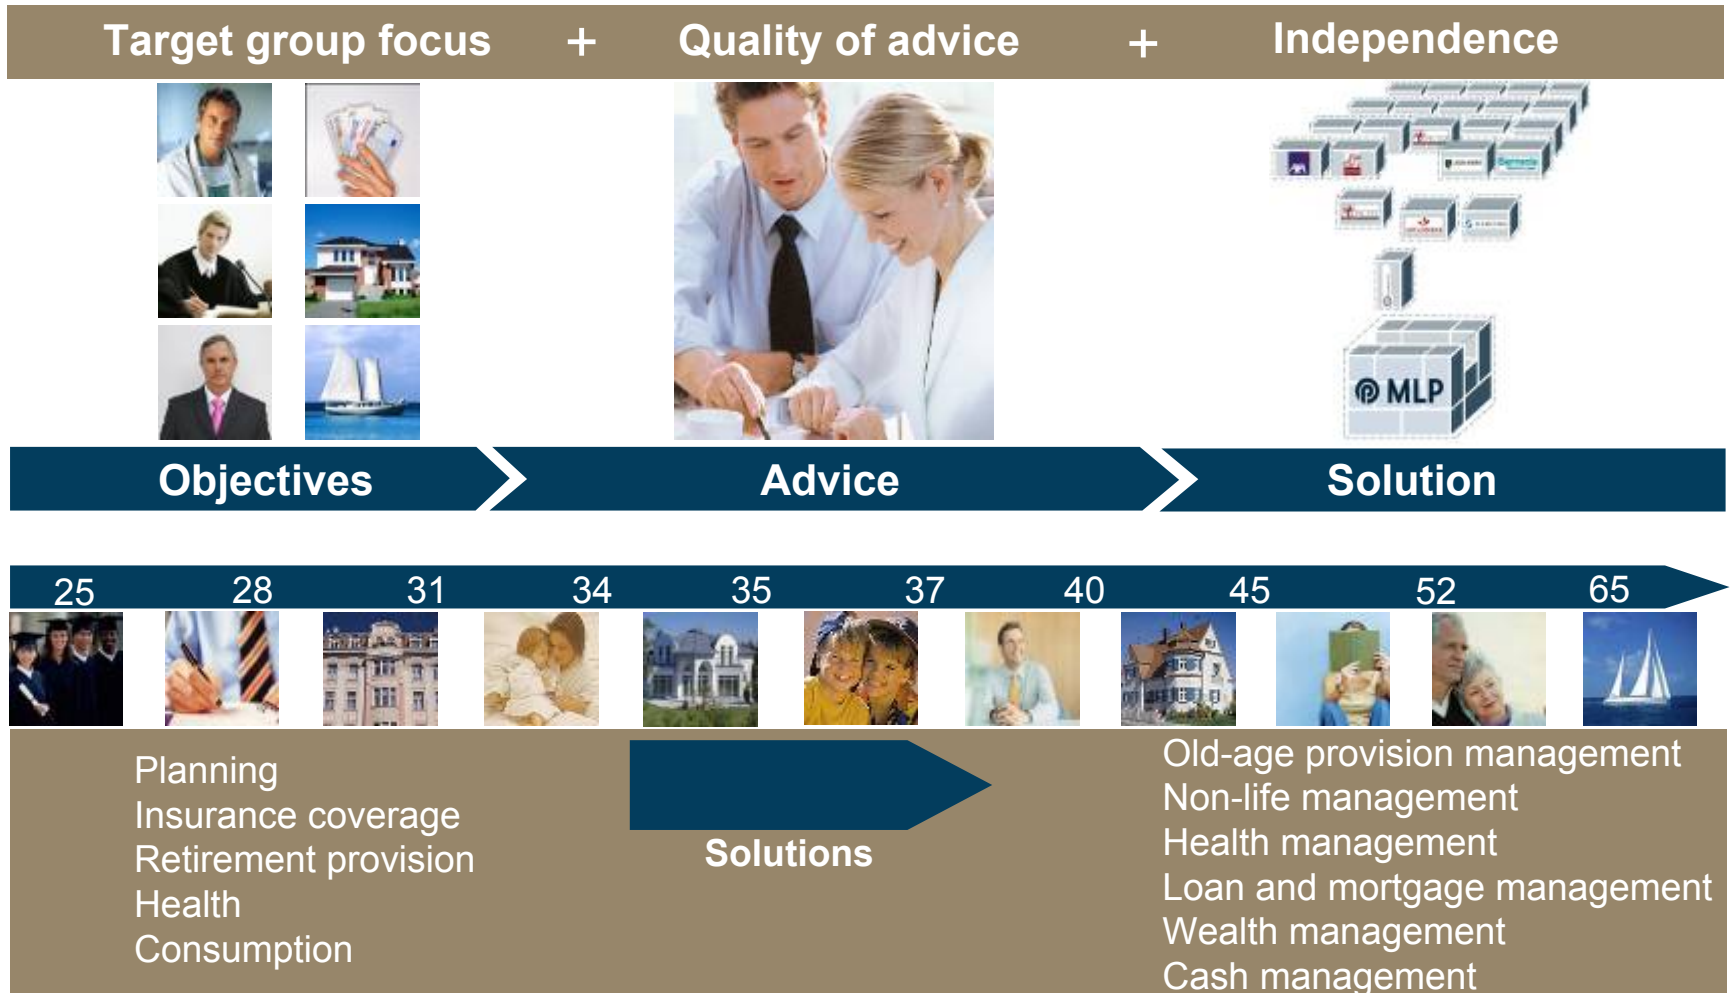 Target group focus + Quality of advice + Independence
MLP
Objectives Advice Solution
25 28 31 34 35 37 40 45 52 65
Planning
Insurance coverage
Retirement provision
Health
Consumption
Solutions
Old-age provision management
Non-life management
Health management
Loan and mortgage management
Wealth management
Cash management